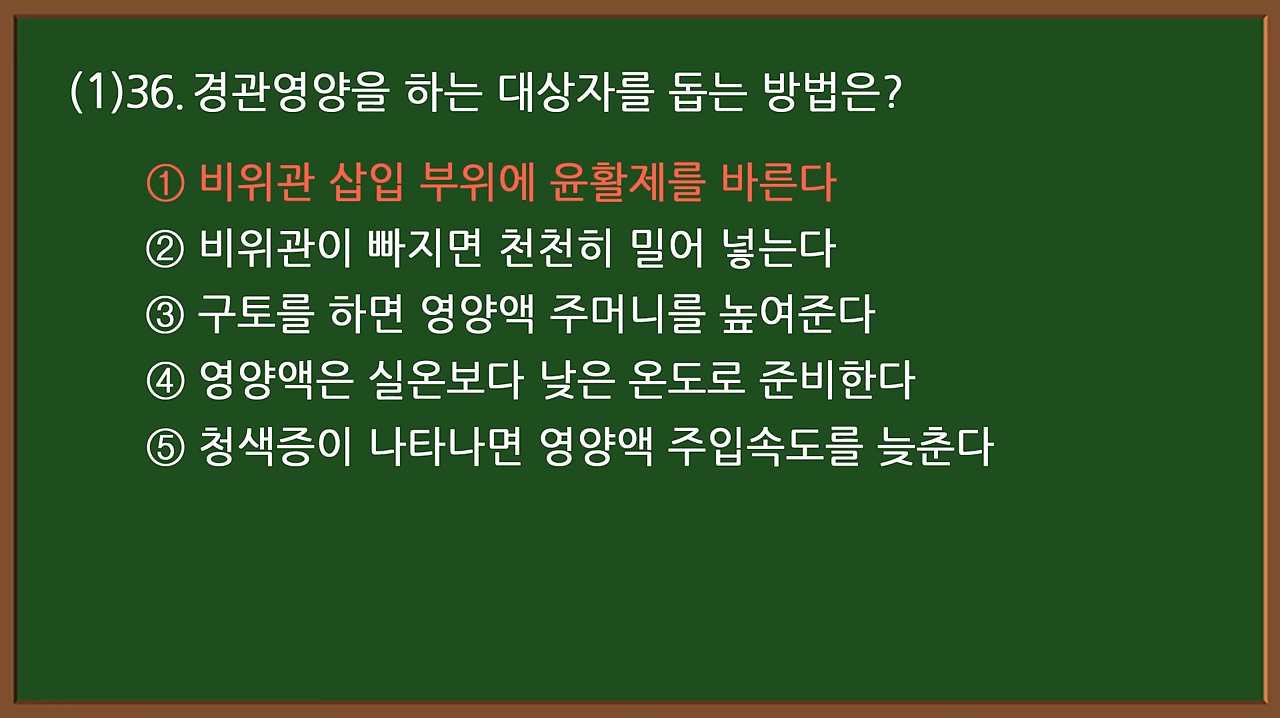 (1)36. 경관영양을 하는 대상자를 돕는 방법은?
① 비위관 삽입 부위에 윤활제를 바른다
② 비위관이 빠지면 천천히 밀어 넣는다
③ 구토를 하면 영양액 주머니를 높여준다
④ 영양액은 실온보다 낮은 온도로 준비한다
⑤ 청색증이 나타나면 영양액 주입속도를 늦춘다